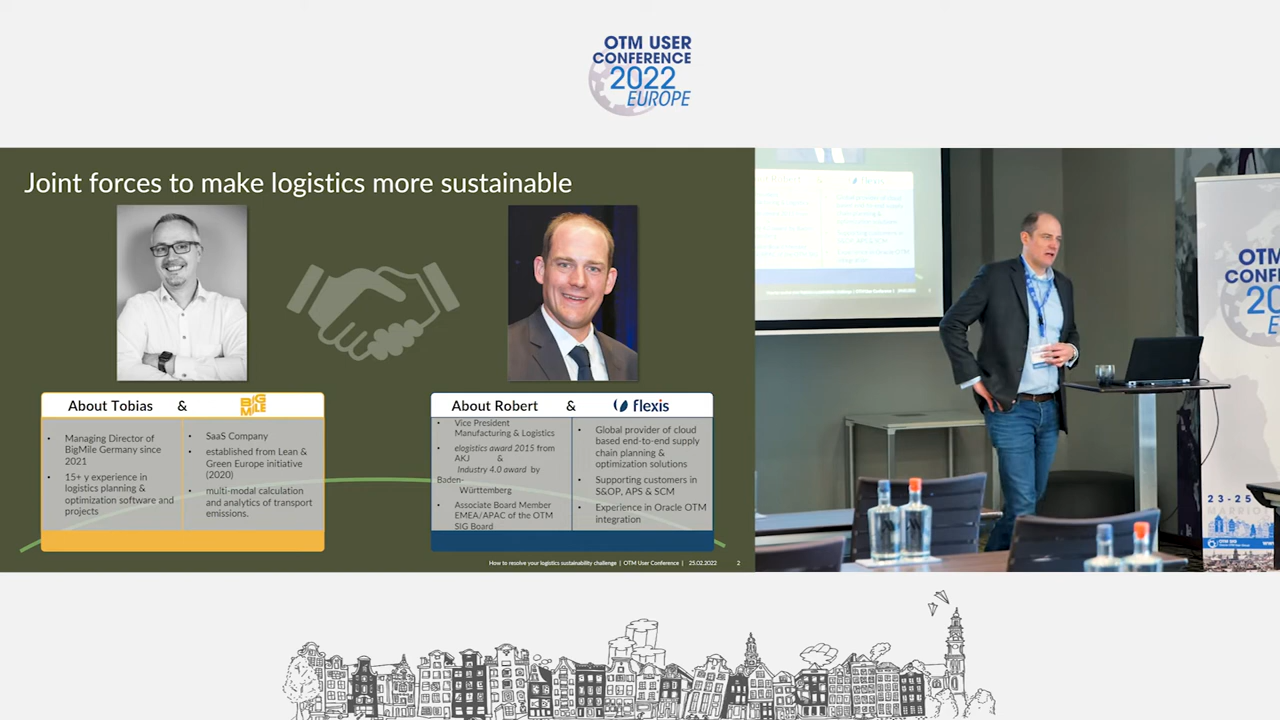 OTM USER
CONFERENCE
2022
EUROPE
Joint forces to make logistics more sustainable
About Tobias & BIG MILE
Managing Director of
BigMile Germany since
2021
15+ y experience in
logistics planning &
optimization software and
projects
SaaS Company
established from Lean &
Green Europe initiative
(2020)
multi-modal calculation
and analytics of transport
emissions.
About Robert & flexis
Vice President
Manufacturing & Logistics
elogistics award 2015 from
AKJ &
Industry 4.0 award by
Baden-
Württemberg
Associate Board Member
EMEA/APAC of the OTM
SIG Board
Global provider of cloud
based end-to-end supply
chain planning &
optimization solutions
Supporting customers in
S&OP, APS & SCM
Experience in Oracle OTM
integration
How to resolve your logistics sustainability challenge | OTM User Conference | 25.02.2022 2
flexis
OTM
CONFE
20
E
23-25
MARRIO
OTM SIG